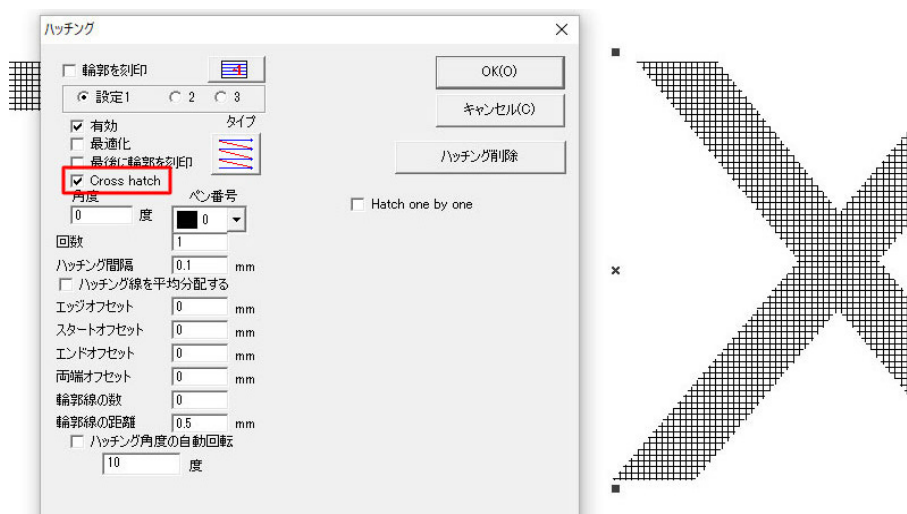 ハッチング
輪郭を刻印
設定1 2 3
有効 タイプ
最適化
最後に輪郭を刻印
Cross hatch
角度 ペン番号
0 度 0
回数 1
ハッチング間隔 0.1 mm
ハッチング線を平均分配する
エッジオフセット 0 mm
スタートオフセット 0 mm
エンドオフセット 0 mm
両端オフセット 0 mm
輪郭線の数 0
輪郭線の距離 0.5 mm
ハッチング角度の自動回転
10 度
OK(O)
キャンセル(C)
ハッチング削除
Hatch one by one